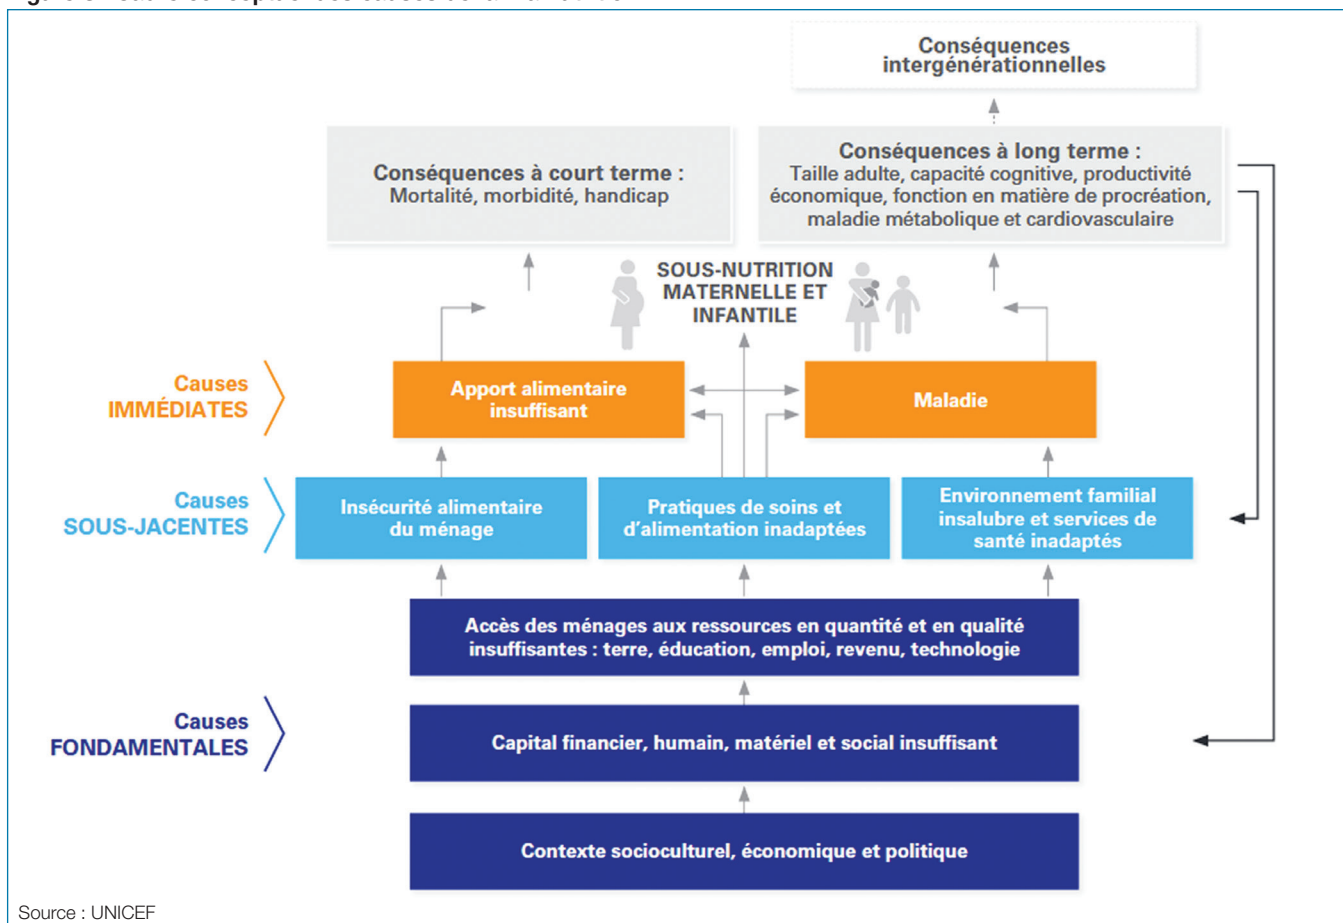 Conséquences
intergénérationnelles
Conséquences à court terme :
Mortalité, morbidité, handicap
Conséquences à long terme :
Taille adulte, capacité cognitive, productivité
économique, fonction en matière de procréation,
maladie métabolique et cardiovasculaire
SOUS-NUTRITION
MATERNELLE ET
INFANTILE
Causes
IMMÉDIATES
Apport alimentaire
insuffisant
Maladie
Causes
SOUS-JACENTES
Insécurité alimentaire
du ménage
Pratiques de soins et
d'alimentation inadaptées
Environnement familial
insalubre et services de
santé inadaptés
Accès des ménages aux ressources en quantité et en qualité
insuffisantes : terre, éducation, emploi, revenu, technologie
Causes
FONDAMENTALES
Capital financier, humain, matériel et social insuffisant
Contexte socioculturel, économique et politique
Source : UNICEF